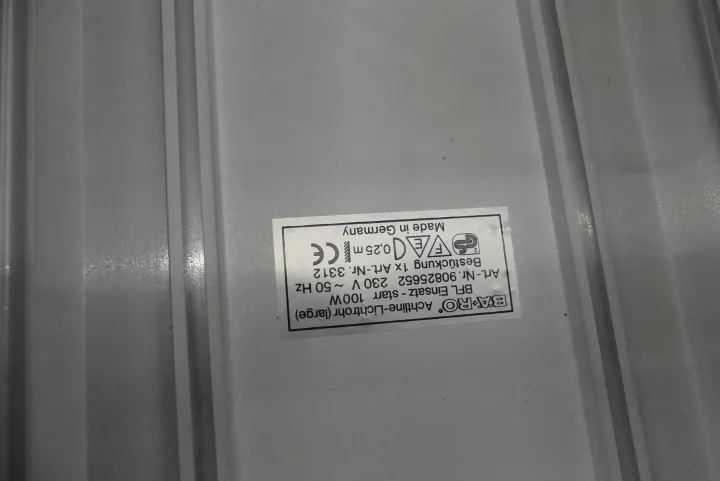 BÄRO® Achtline-Lichtrohr (large)
BFL Einsatz - starr 100W
Art.-Nr. 90825652 230 V ~ 50 Hz
Bestückung 1x Art.-Nr. 3312
GS F E D 0,25 m CE
Made in Germany